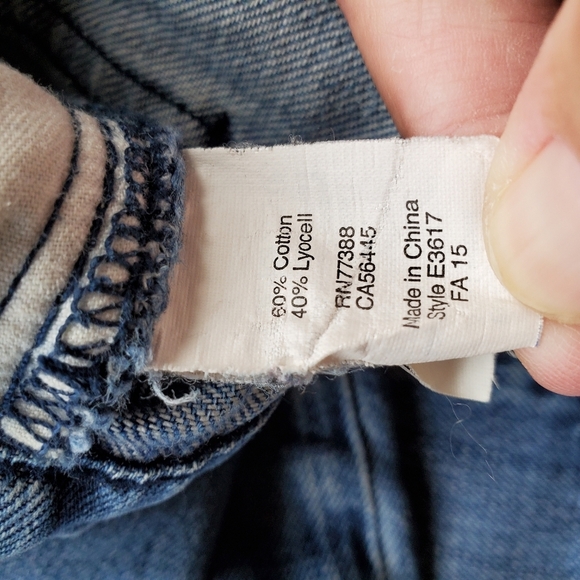 60% Cotton
40% Lyocell
RN77388
CA56445
Made in China
Style E3617
FA 15